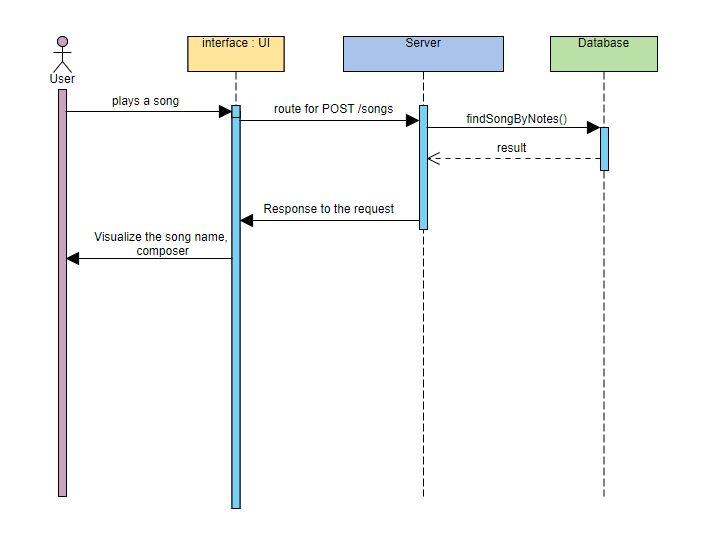 interface : UI
Server
Database
User
plays a song
route for POST /songs
findSongByNotes()
result
Response to the request
Visualize the song name,
composer